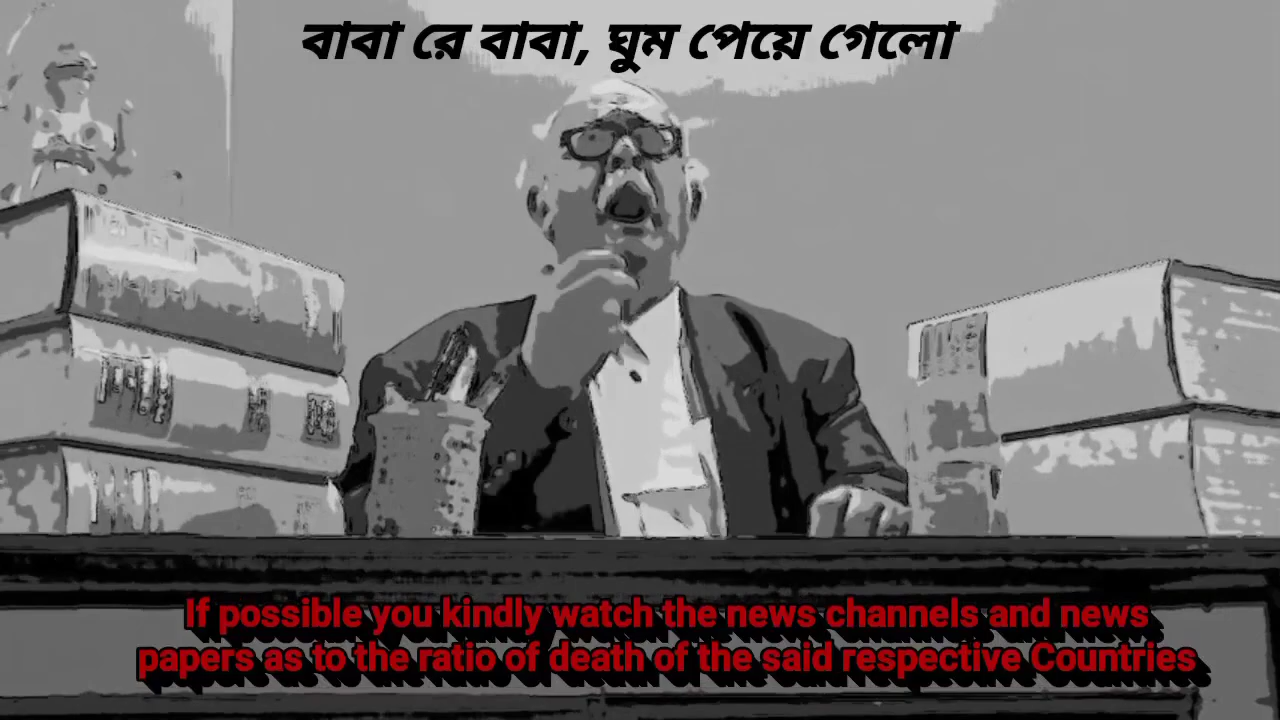 বাবা রে বাবা, ঘুম পেয়ে গেলো
If possible you kindly watch the news channels and news
papers as to the ratio of death of the said respective Countries